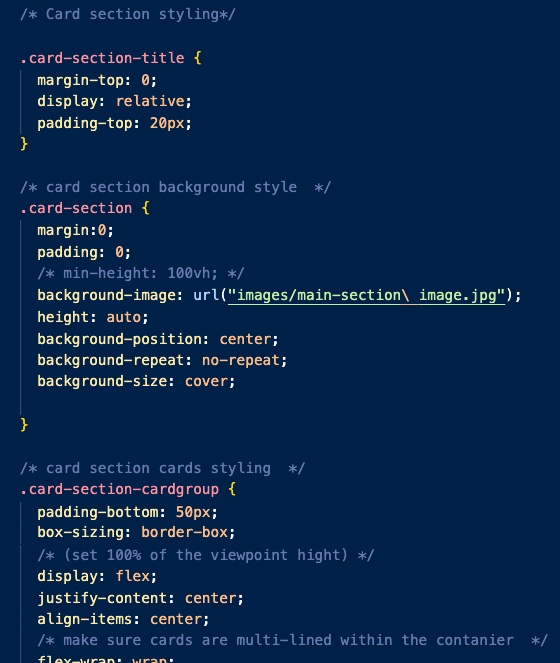 /* Card section styling*/
.card-section-title {
margin-top: 0;
display: relative;
padding-top: 20px;
}
/* card section background style  */
.card-section {
margin:0;
padding: 0;
/* min-height: 100vh; */
background-image: url("images/main-section\ image.jpg");
height: auto;
background-position: center;
background-repeat: no-repeat;
background-size: cover;
}
/* card section cards styling  */
.card-section-cardgroup {
padding-bottom: 50px;
box-sizing: border-box;
/* (set 100% of the viewpoint hight) */
display: flex;
justify-content: center;
align-items: center;
/* make sure cards are multi-lined within the contanier  */
flex-wrap: wrap;